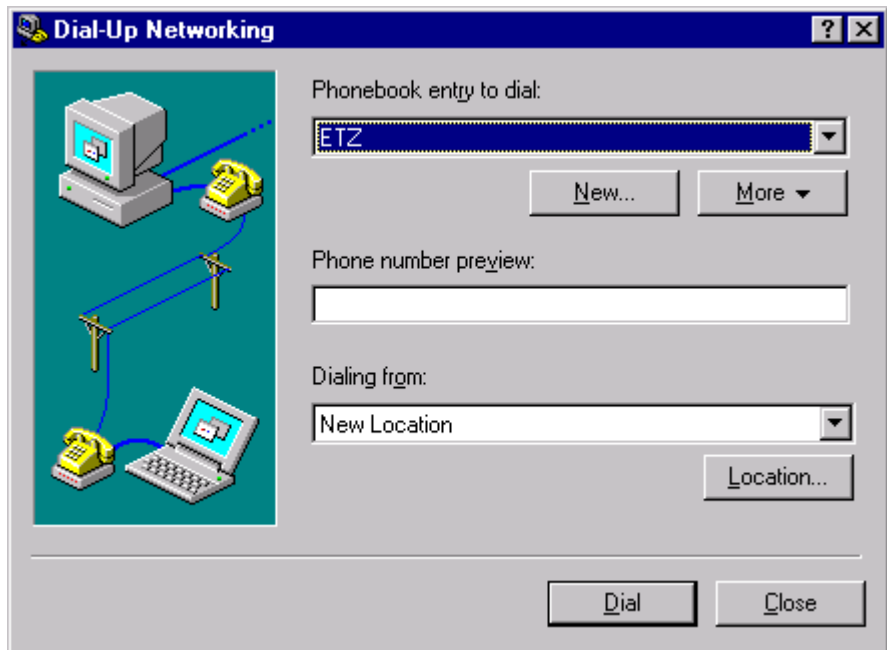 Dial-Up Networking
Phonebook entry to dial:
ETZ
New... More
Phone number preview:
Dialing from:
New Location
Location...
Dial Close